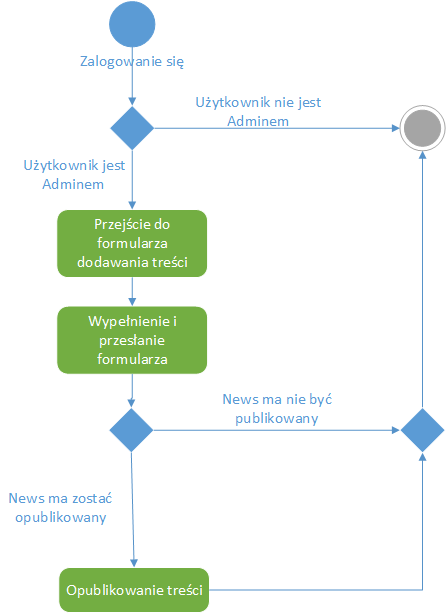 Zalogowanie się
Użytkownik nie jest
Adminem
Użytkownik jest
Adminem
Przejście do
formularza
dodawania treści
Wypełnienie i
przesłanie
formularza
News ma nie być
publikowany
News ma zostać
opublikowany
Opublikowanie treści